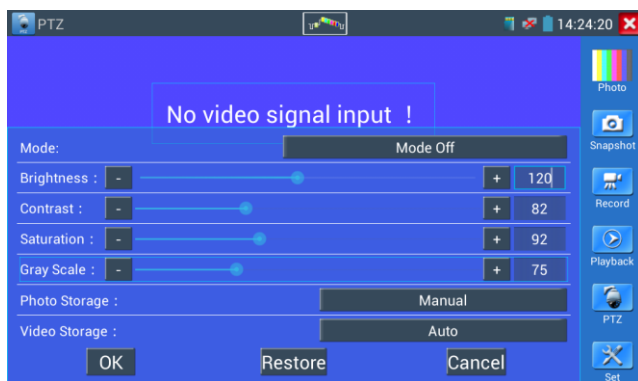 PTZ
14:24:20
No video signal input !
Mode: Mode Off
Brightness : - + 120
Contrast : - + 82
Saturation : - + 92
Gray Scale : - + 75
Photo Storage : Manual
Video Storage : Auto
OK Restore Cancel
Photo
Snapshot
Record
Playback
PTZ
Set